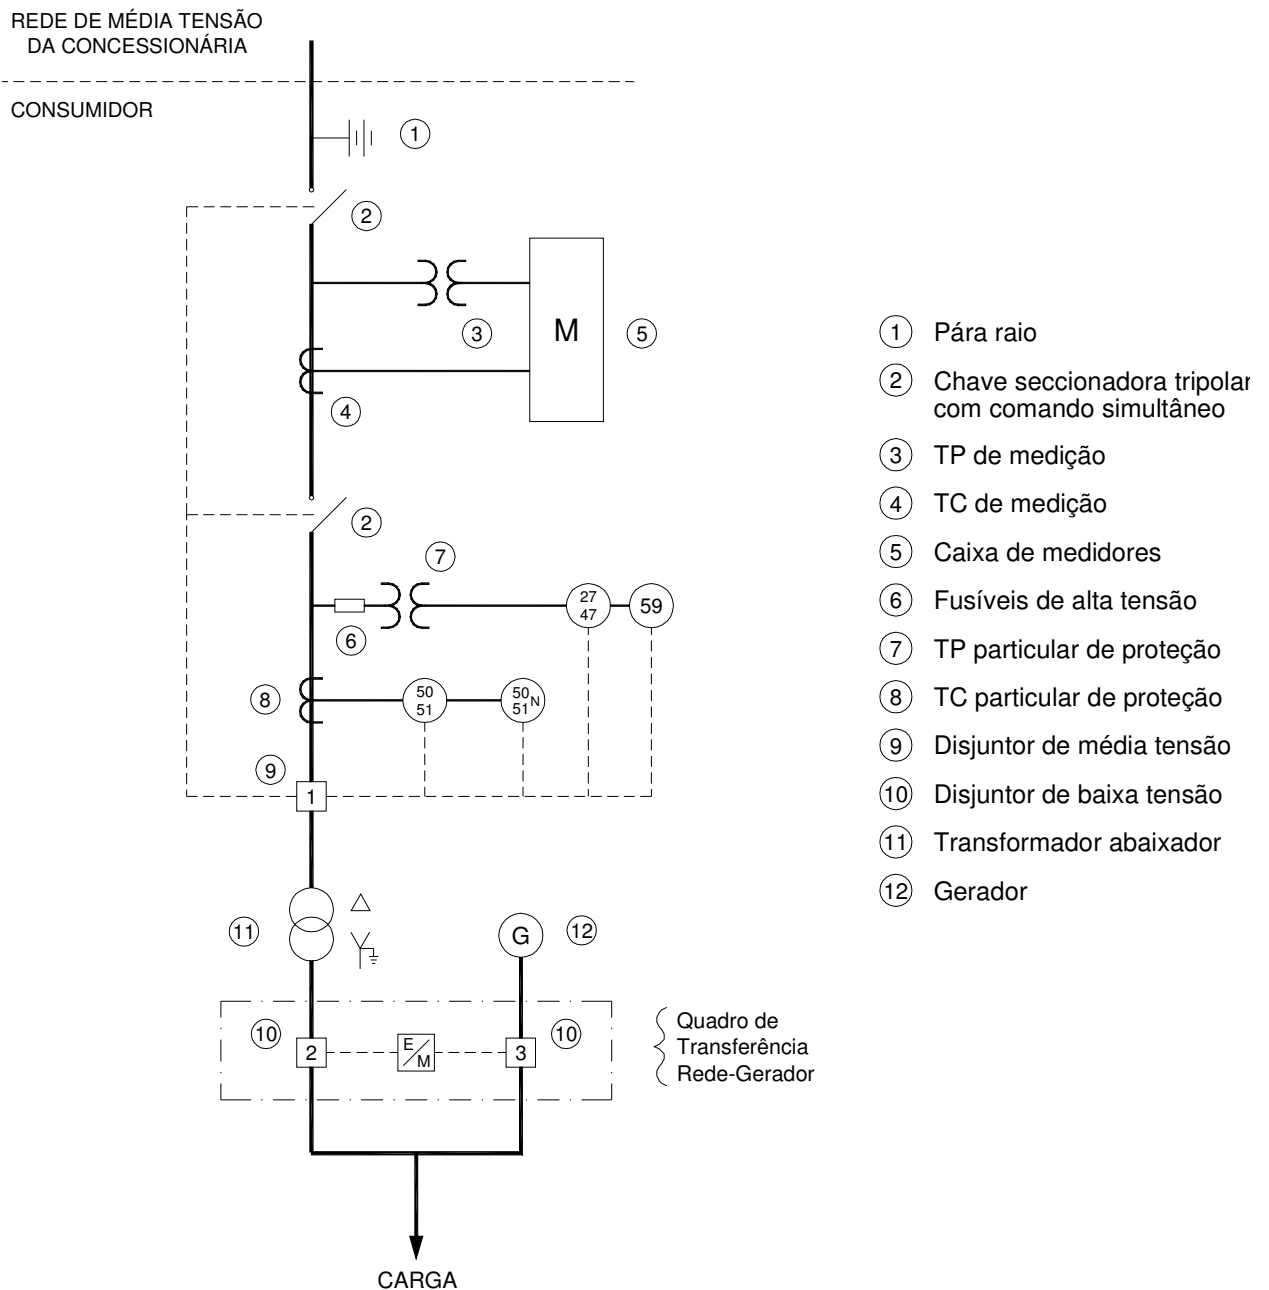 REDE DE MÉDIA TENSÃO
DA CONCESSIONÁRIA
CONSUMIDOR
1
2
3
M
5
4
2
7
27
47
59
6
8
50
51
50
51
N
9
1
11
G
12
10
2
E
M
3
10
Quadro de
Transferência
Rede-Gerador
CARGA
1 Pára raio
2 Chave seccionadora tripolar
com comando simultâneo
3 TP de medição
4 TC de medição
5 Caixa de medidores
6 Fusíveis de alta tensão
7 TP particular de proteção
8 TC particular de proteção
9 Disjuntor de média tensão
10 Disjuntor de baixa tensão
11 Transformador abaixador
12 Gerador